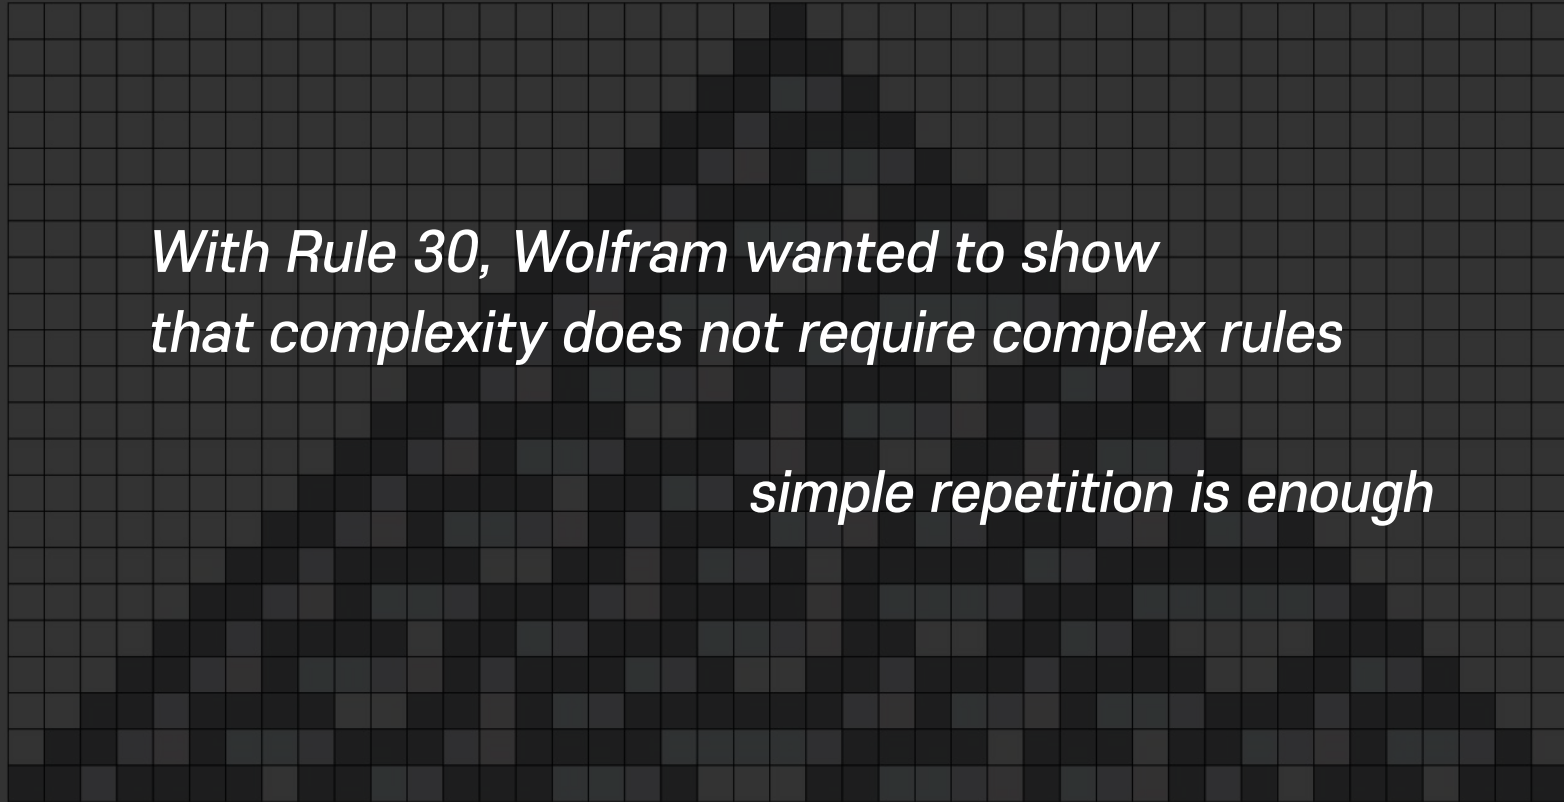 With Rule 30, Wolfram wanted to show
that complexity does not require complex rules
simple repetition is enough